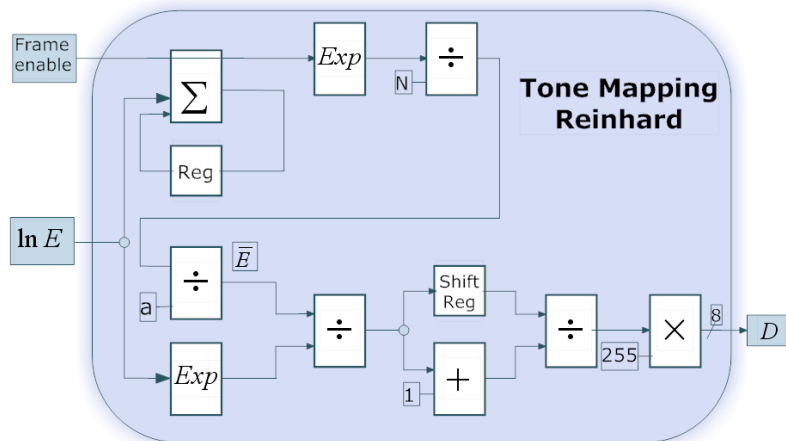 Frame
enable
Exp
÷
N
Σ
Tone Mapping
Reinhard
Reg
ln E
÷
E̅
a
Shift
Reg
÷
÷
×
8
D
255
Exp
+
1